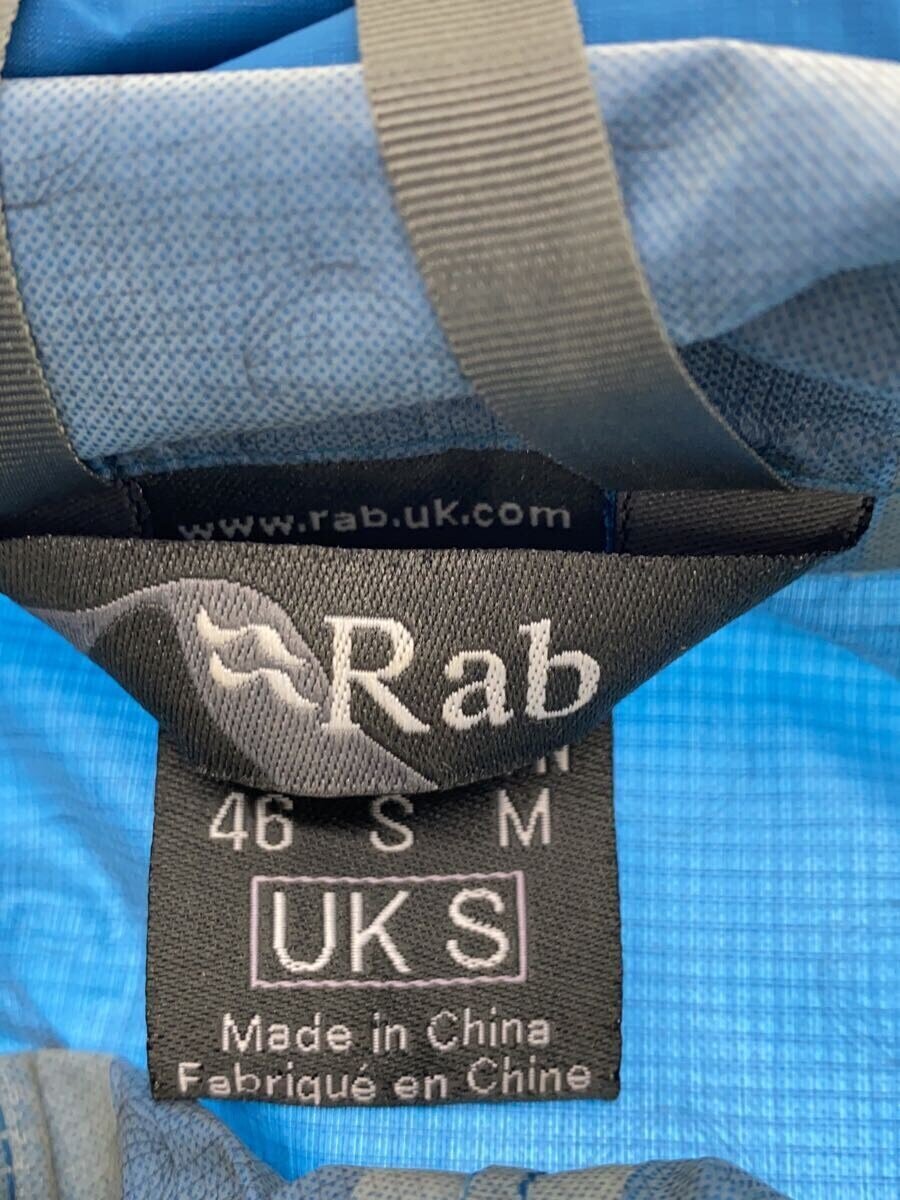 www.rab.uk.com
Rab
46 S M
UK S
Made in China
Fabriqué en Chine